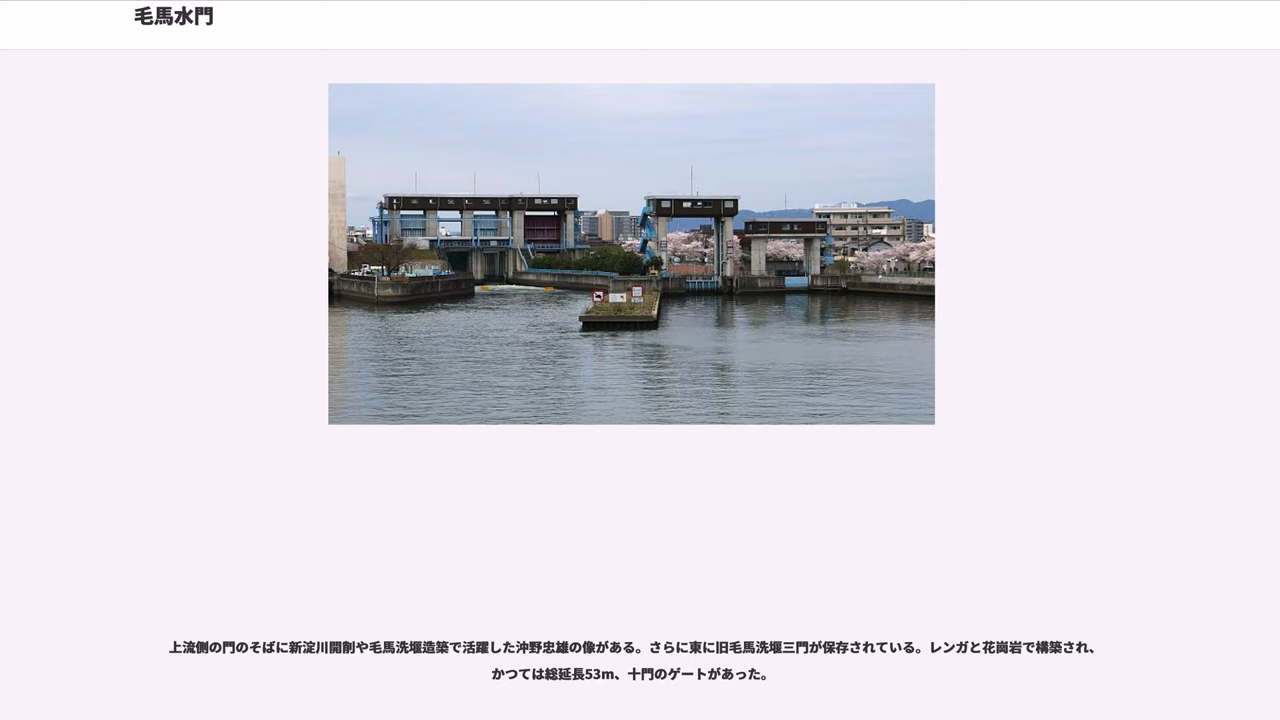 毛馬水門
上流側の門のそばに新淀川開削や毛馬洗堰造築で活躍した沖野忠雄の像がある。さらに東に旧毛馬洗堰三門が保存されている。レンガと花崗岩で構築され、
かつては総延長53m、十門のゲートがあった。